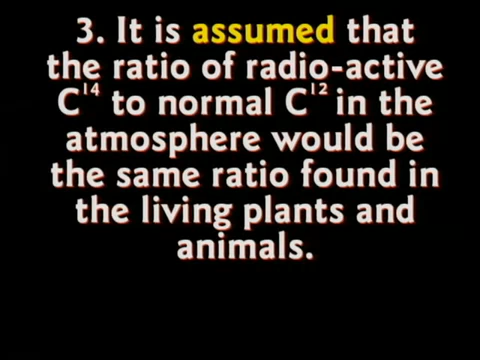 3. It is assumed that
the ratio of radio-active
C¹⁴ to normal C¹² in the
atmosphere would be
the same ratio found in
the living plants and
animals.